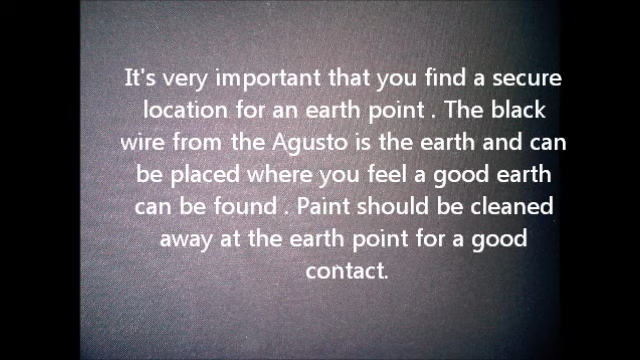 It's very important that you find a secure
location for an earth point . The black
wire from the Agusto is the earth and can
be placed where you feel a good earth
can be found . Paint should be cleaned
away at the earth point for a good
contact.